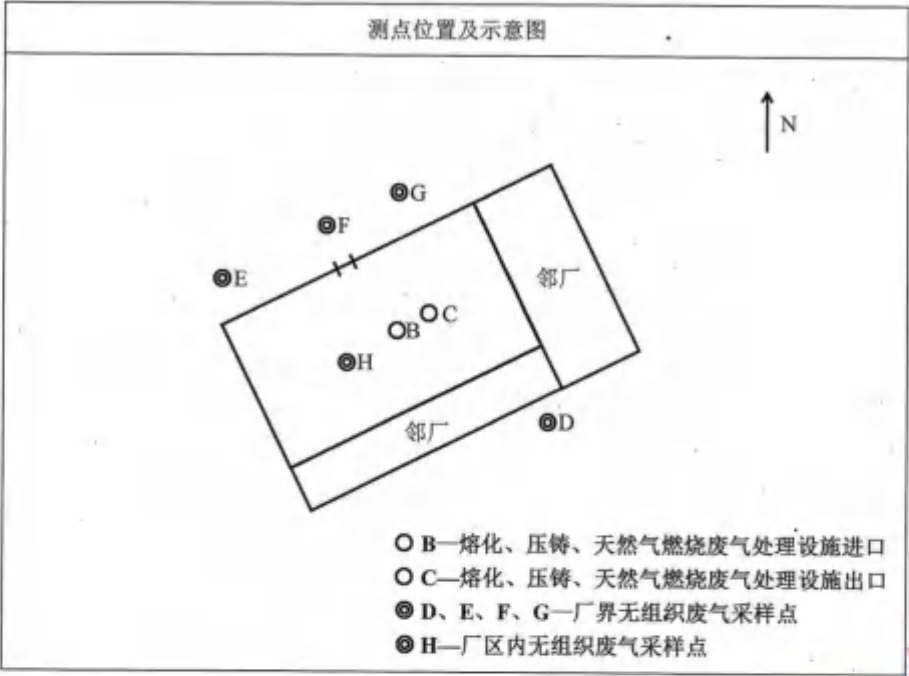 测点位置及示意图
N
G
F
E
邻厂
C
B
H
邻厂
D
B—熔化、压铸、天然气燃烧废气处理设施进口
C—熔化、压铸、天然气燃烧废气处理设施出口
D、E、F、G—厂界无组织废气采样点
H—厂区内无组织废气采样点